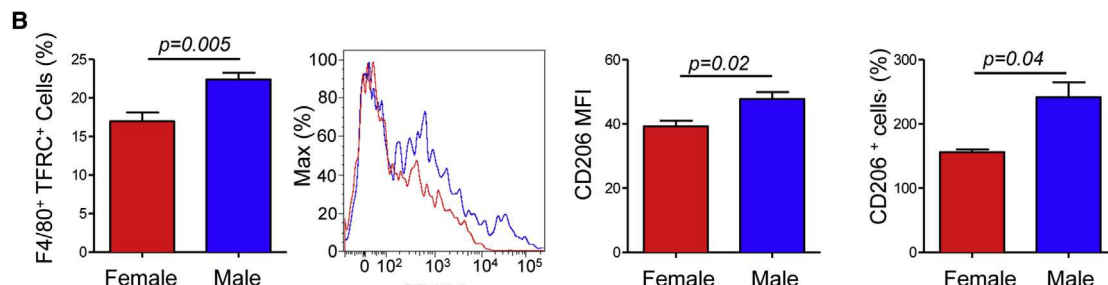 B
p=0.005
F4/80+ TFRC+ Cells (%)
25
20
15
10
5
0
Female Male
Max (%)
100
80
60
40
20
0
0 10² 10³ 10⁴ 10⁵
p=0.02
CD206 MFI
60
40
20
0
Female Male
p=0.04
CD206 + cells, (%)
300
200
100
0
Female Male